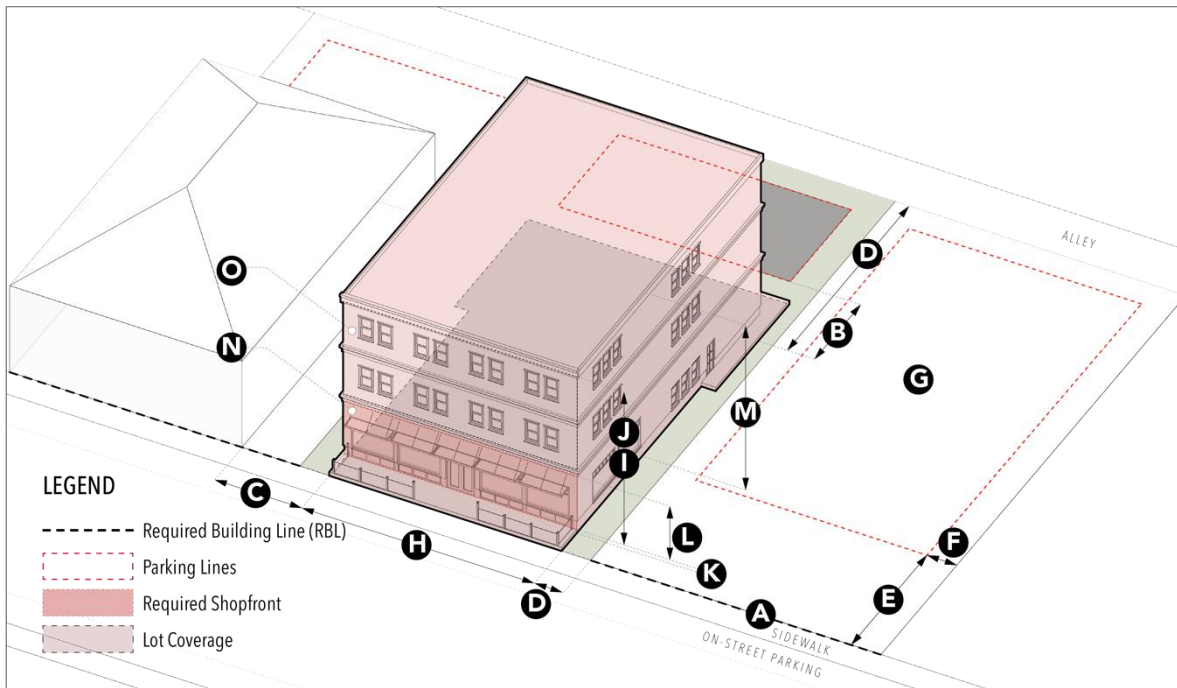 ALLEY
D
B
G
O
N
M
J
I
L
K
F
E
C
H
D
A
SIDEWALK
ON-STREET PARKING
LEGEND
Required Building Line (RBL)
Parking Lines
Required Shopfront
Lot Coverage